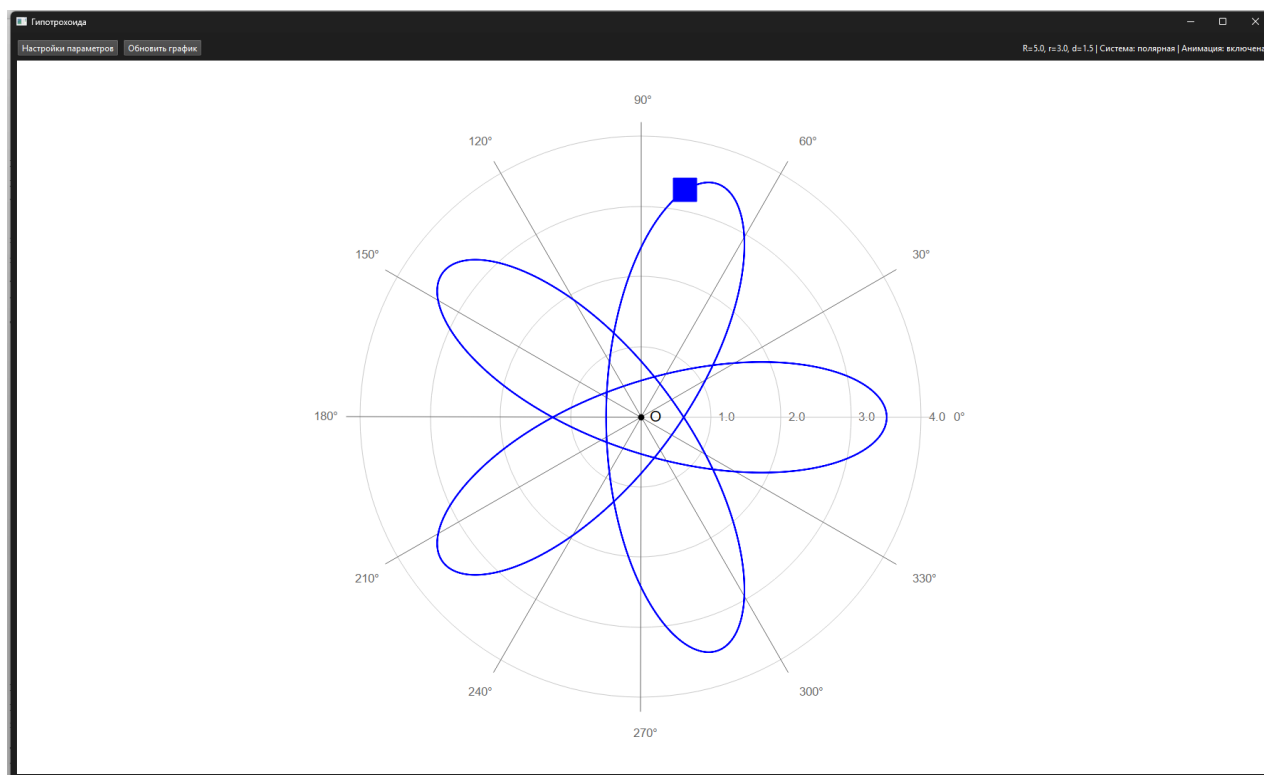 Гипотрохоида
Настройки параметров Обновить график R=5.0, r=3.0, d=1.5 | Система: полярная | Анимация: включена
90°
120° 60°
150° 30°
180° O 1.0 2.0 3.0 4.0 0°
210° 330°
240° 300°
270°